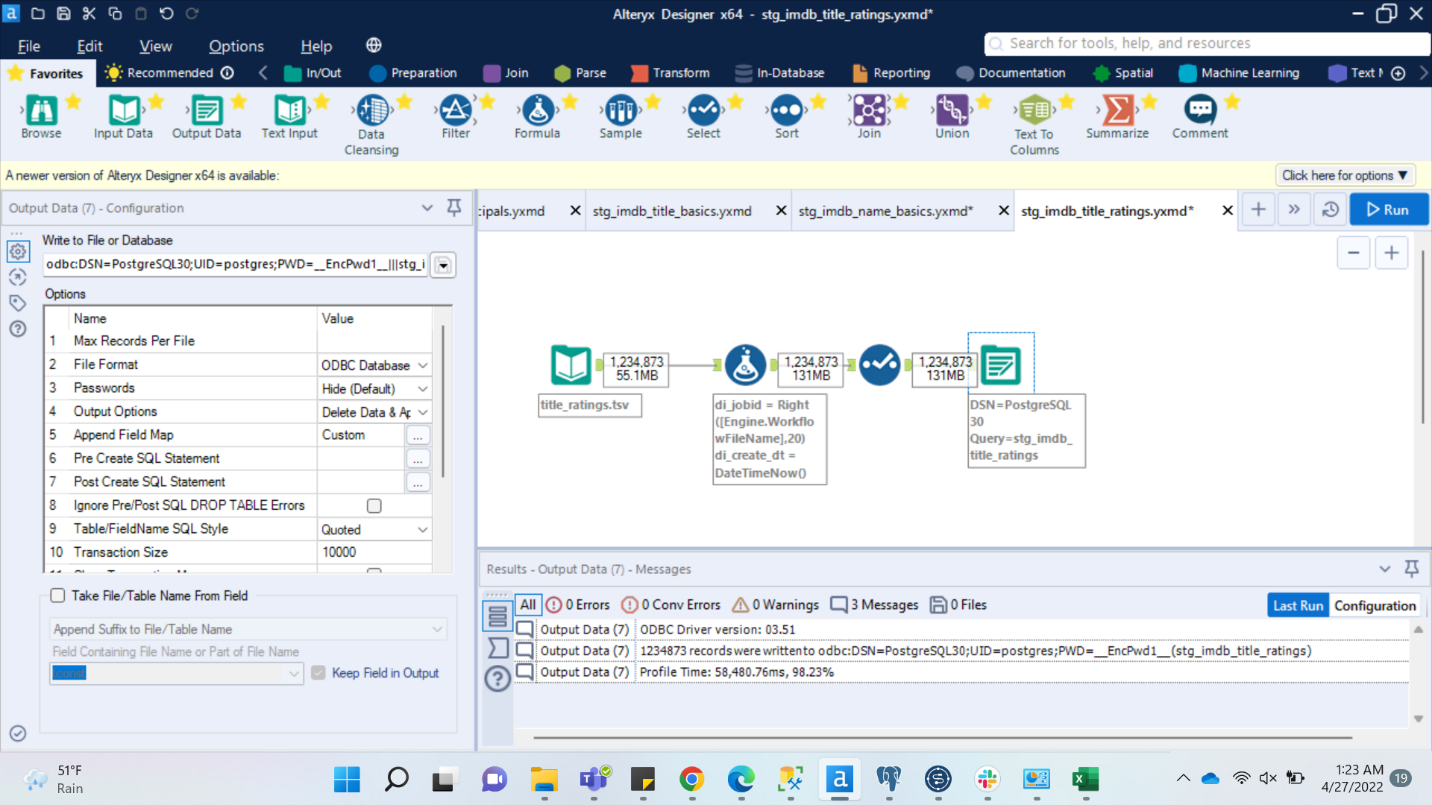 Alteryx Designer x64 - stg_imdb_title_ratings.yxmd*
File Edit View Options Help
Search for tools, help, and resources
Favorites Recommended In/Out Preparation Join Parse Transform In-Database Reporting Documentation Spatial Machine Learning Text
Browse Input Data Output Data Text Input Data Cleansing Filter Formula Sample Select Sort Join Union Text To Columns Summarize Comment
A newer version of Alteryx Designer x64 is available:
Click here for options ▼
Output Data (7) - Configuration
cipals.yxmd stg_imdb_title_basics.yxmd stg_imdb_name_basics.yxmd* stg_imdb_title_ratings.yxmd*
Run
Write to File or Database
odbc:DSN=PostgreSQL30;UID=postgres;PWD=__EncPwd1__|||stg_i
Options
Name Value
1 Max Records Per File
2 File Format ODBC Database
3 Passwords Hide (Default)
4 Output Options Delete Data & Ap
5 Append Field Map Custom ...
6 Pre Create SQL Statement ...
7 Post Create SQL Statement ...
8 Ignore Pre/Post SQL DROP TABLE Errors
9 Table/FieldName SQL Style Quoted
10 Transaction Size 10000
Take File/Table Name From Field
Append Suffix to File/Table Name
Field Containing File Name or Part of File Name
Keep Field in Output
1,234,873
55.1MB
1,234,873
131MB
1,234,873
131MB
title_ratings.tsv
di_jobid = Right
([Engine.Workflo
wFileName],20)
di_create_dt =
DateTimeNow()
DSN=PostgreSQL
30
Query=stg_imdb_
title_ratings
Results - Output Data (7) - Messages
All 0 Errors 0 Conv Errors 0 Warnings 3 Messages 0 Files
Last Run Configuration
Output Data (7) ODBC Driver version: 03.51
Output Data (7) 1234873 records were written to odbc:DSN=PostgreSQL30;UID=postgres;PWD=__EncPwd1__(stg_imdb_title_ratings)
Output Data (7) Profile Time: 58,480.76ms, 98.23%
51°F
Rain
1:23 AM
4/27/2022
19